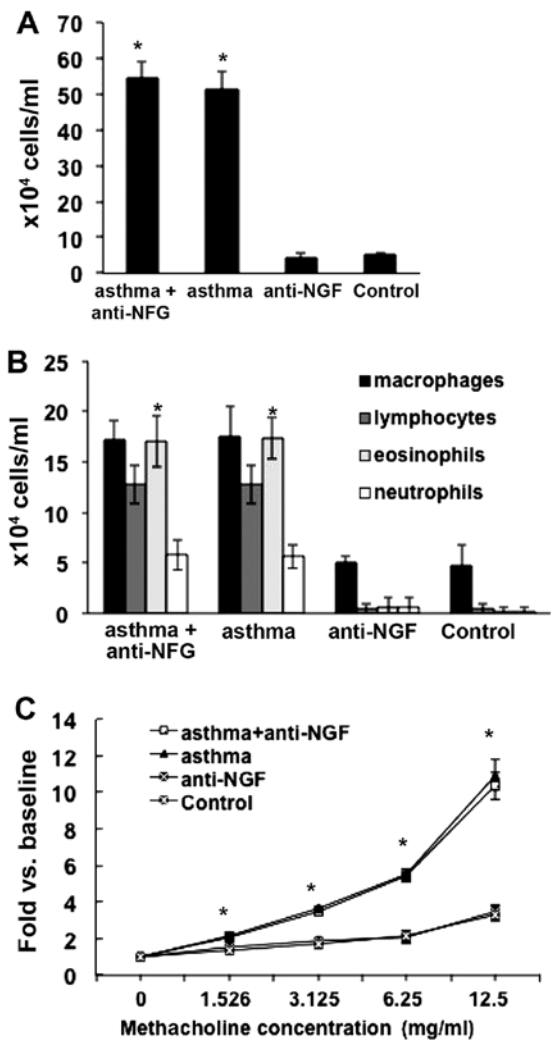 A
70
60
50
40
30
20
10
0
x10⁴ cells/ml
*
*
asthma +
anti-NFG
asthma
anti-NGF
Control
B
25
20
15
10
5
0
x10⁴ cells/ml
*
*
macrophages
lymphocytes
eosinophils
neutrophils
asthma +
anti-NFG
asthma
anti-NGF
Control
C
14
12
10
8
6
4
2
0
Fold vs. baseline
asthma+anti-NGF
asthma
anti-NGF
Control
*
*
*
*
0
1.526
3.125
6.25
12.5
Methacholine concentration (mg/ml)